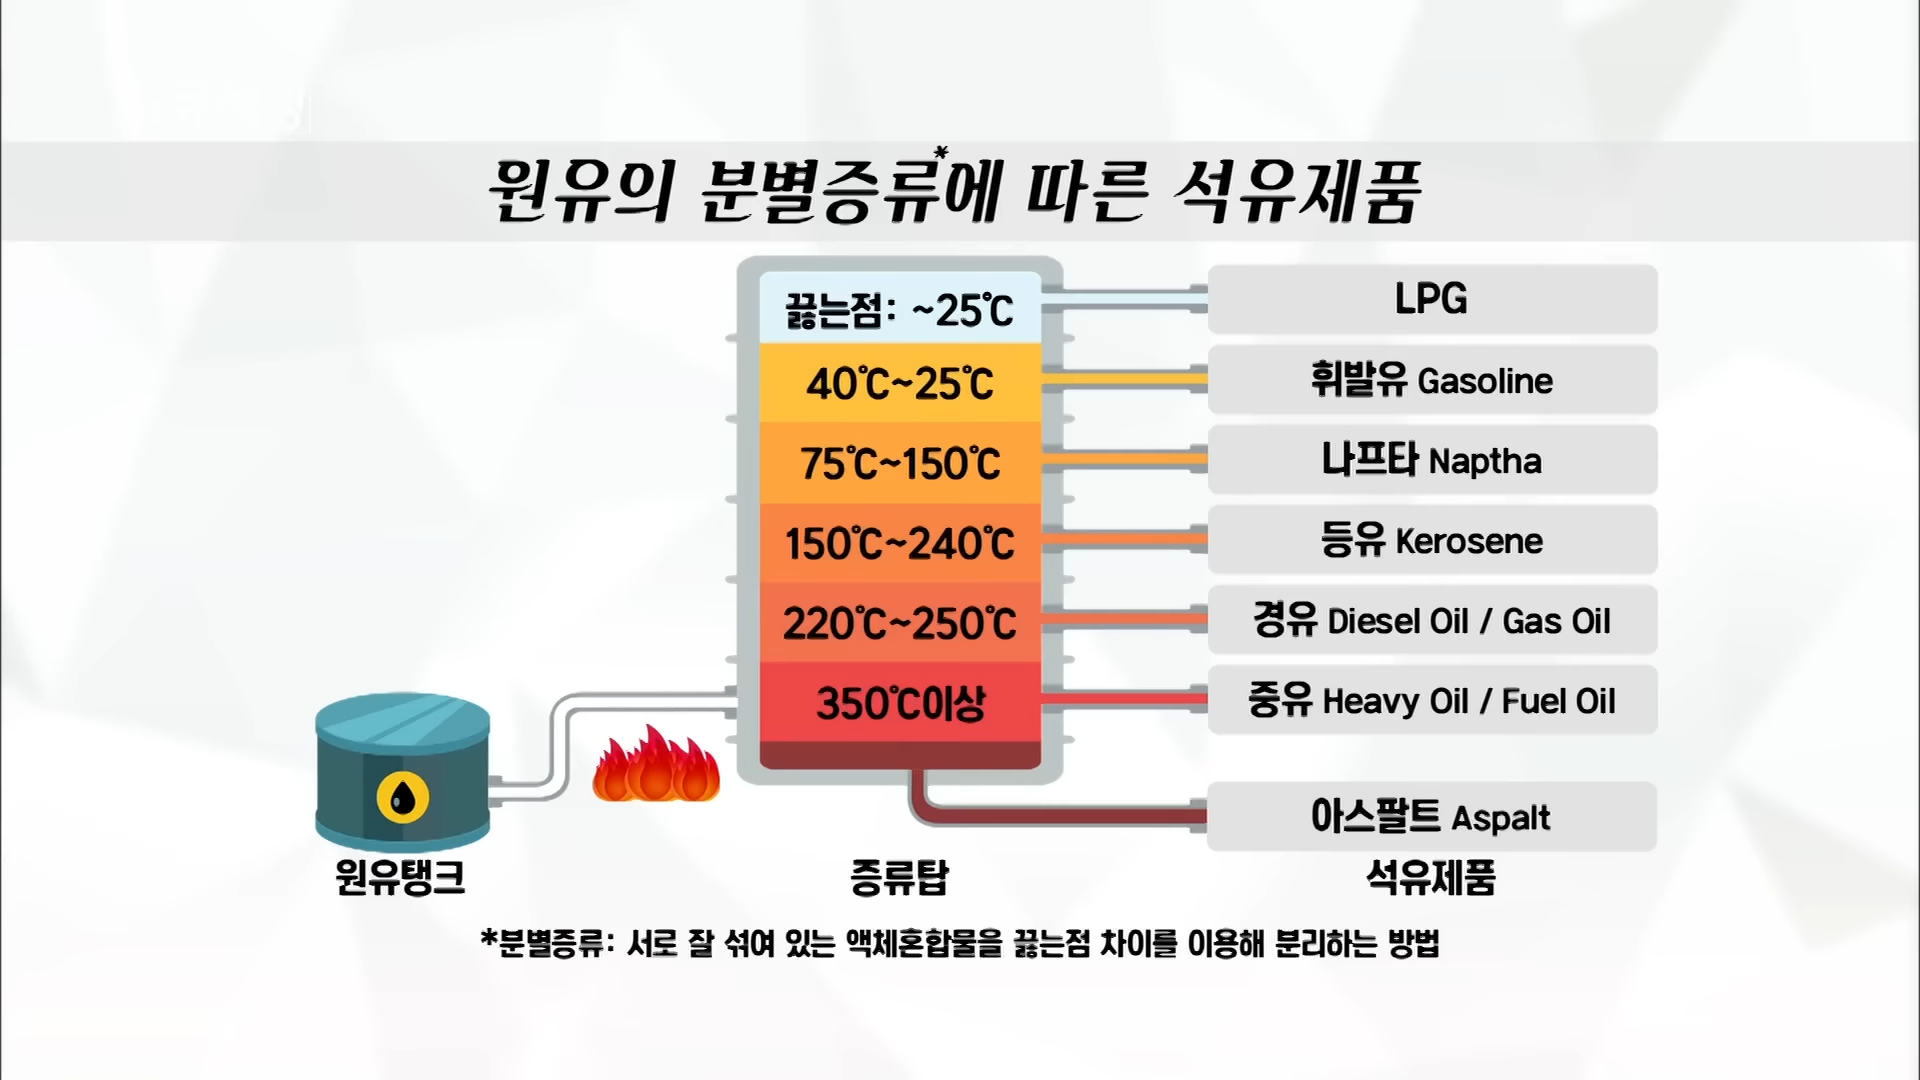 원유의 분별증류*에 따른 석유제품
끓는점: ~25℃
LPG
40℃~25℃
휘발유 Gasoline
75℃~150℃
나프타 Naptha
150℃~240℃
등유 Kerosene
220℃~250℃
경유 Diesel Oil / Gas Oil
350℃이상
중유 Heavy Oil / Fuel Oil
아스팔트 Aspalt
원유탱크
증류탑
석유제품
*분별증류: 서로 잘 섞여 있는 액체혼합물을 끓는점 차이를 이용해 분리하는 방법